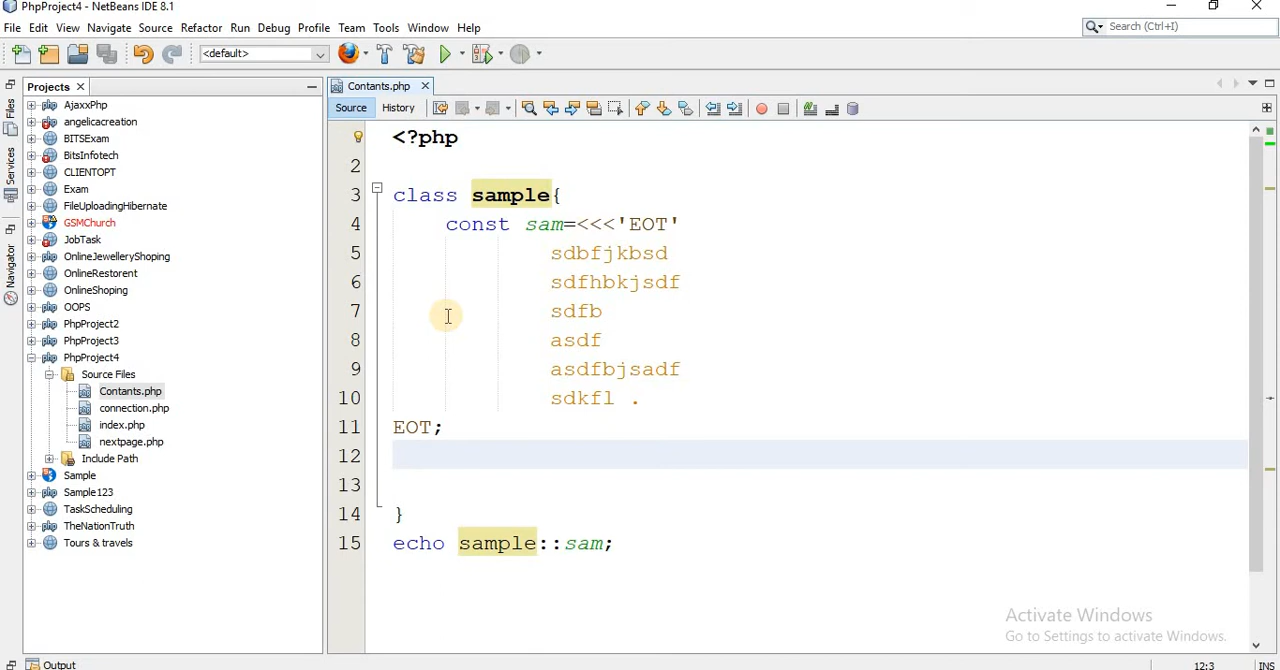 PhpProject4 - NetBeans IDE 8.1
File Edit View Navigate Source Refactor Run Debug Profile Team Tools Window Help
Search (Ctrl+I)
<default>
Projects
Contants.php
Source History
Files
Services
Navigator
AjaxxPhp
angelicacreation
BITSExam
BitsInfotech
CLIENTOPT
Exam
FileUploadingHibernate
GSMChurch
JobTask
OnlineJewelleryShoping
OnlineRestorent
OnlineShoping
OOPS
PhpProject2
PhpProject3
PhpProject4
Source Files
Contants.php
connection.php
index.php
nextpage.php
Include Path
Sample
Sample123
TaskScheduling
TheNationTruth
Tours & travels
<?php
2
3 class sample{
4 const sam=<<<'EOT'
5 sdbfjkbsd
6 sdfhbkjsdf
7 sdfb
8 asdf
9 asdfbjsadf
10 sdkfl .
11 EOT;
12
13
14 }
15 echo sample::sam;
Activate Windows
Go to Settings to activate Windows.
Output
12:3 INS